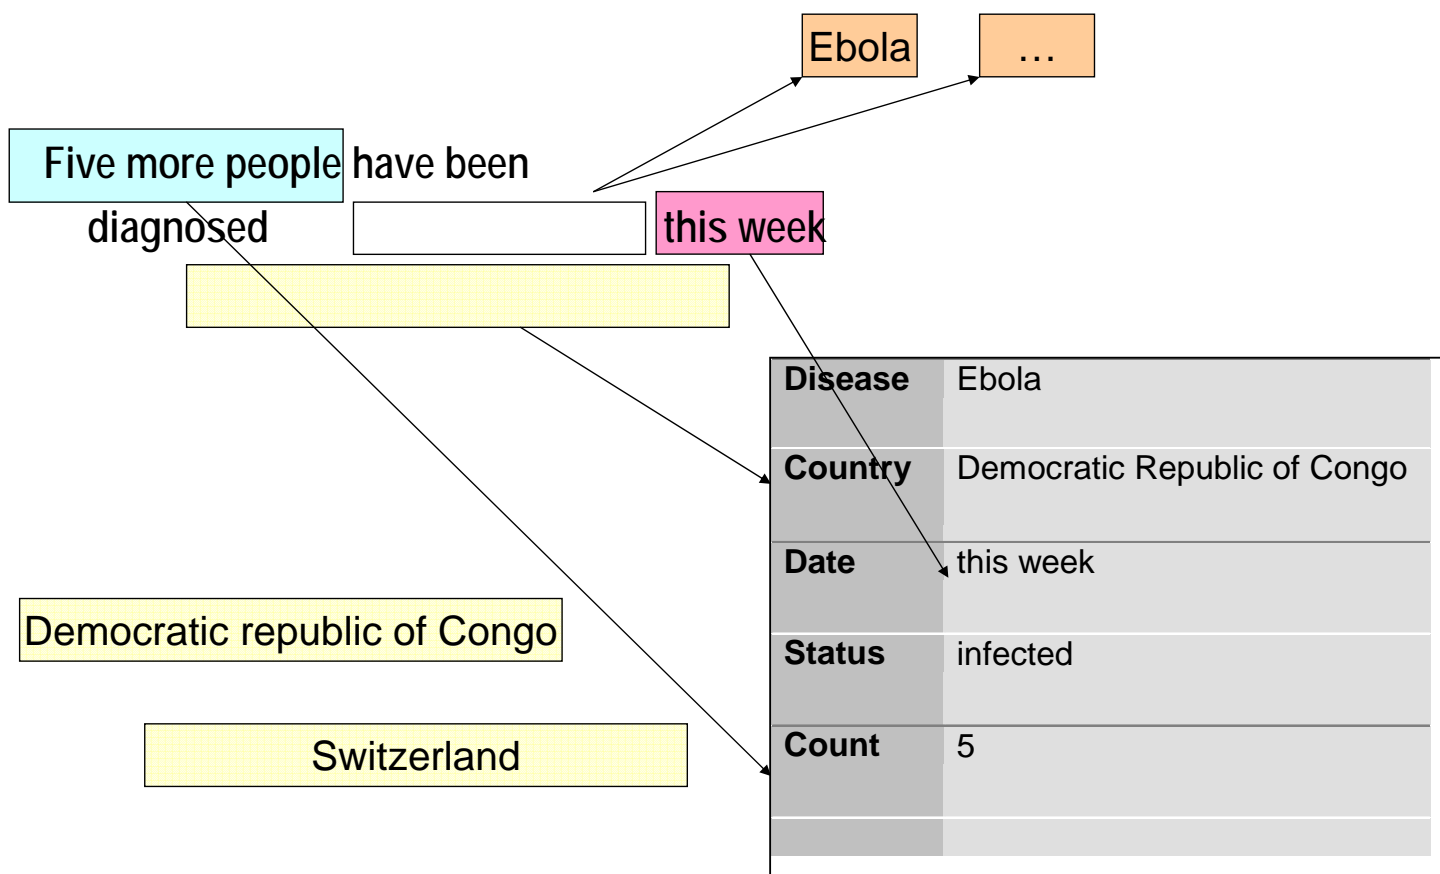 Ebola …
Five more people have been
diagnosed this week
Disease Ebola
Country Democratic Republic of Congo
Date this week
Democratic republic of Congo
Status infected
Switzerland
Count 5